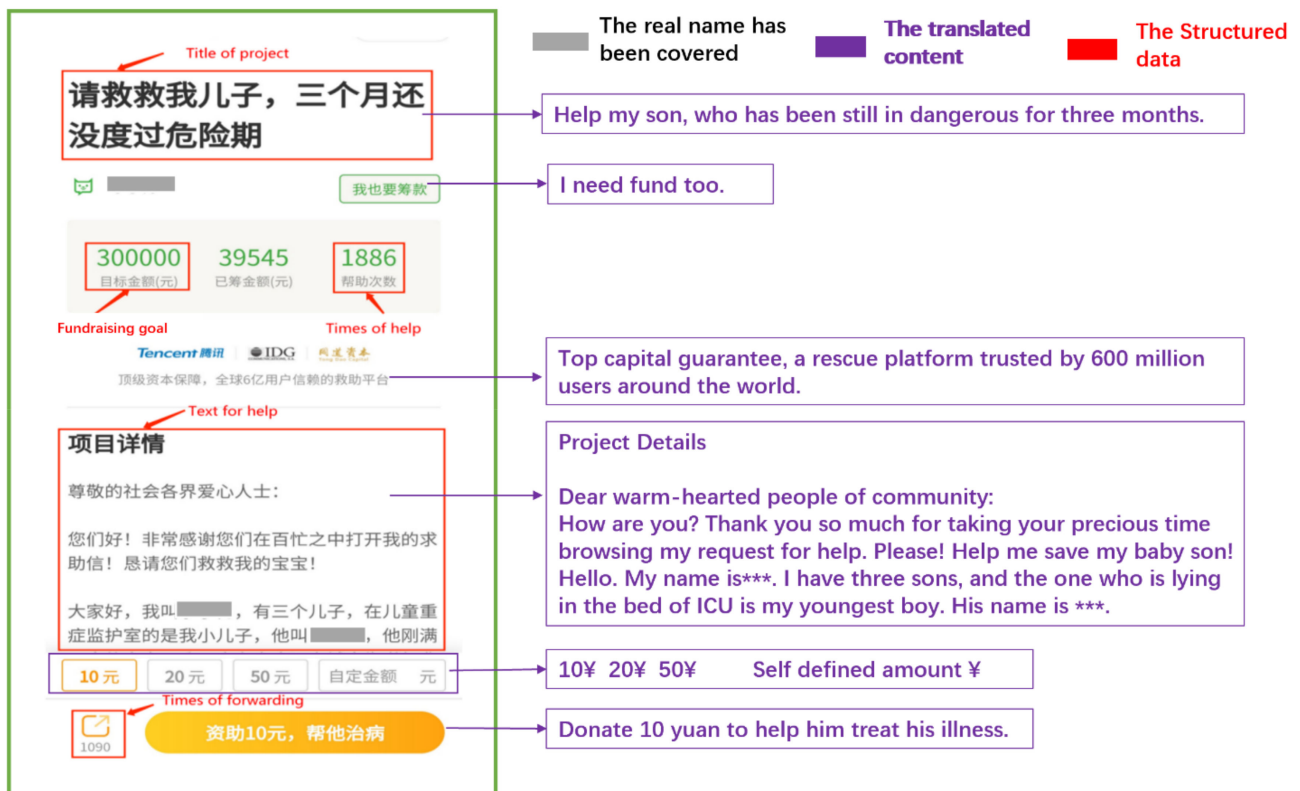 The real name has
been covered
The translated
content
The Structured
data
Title of project
请救救我儿子，三个月还
没度过危险期
Help my son, who has been still in dangerous for three months.
我也要筹款
I need fund too.
300000 39545 1886
目标金额(元) 已筹金额(元) 帮助次数
Fundraising goal Times of help
Tencent 腾讯 IDG 同道资本
顶级资本保障，全球6亿用户信赖的救助平台
Top capital guarantee, a rescue platform trusted by 600 million
users around the world.
Text for help
项目详情
尊敬的社会各界爱心人士：
您们好！非常感谢您们在百忙之中打开我的求
助信！恳请您们救救我的宝宝！
大家好，我叫 ，有三个儿子，在儿童重
症监护室的是我小儿子，他叫 ，他刚满
Project Details
Dear warm-hearted people of community:
How are you? Thank you so much for taking your precious time
browsing my request for help. Please! Help me save my baby son!
Hello. My name is***. I have three sons, and the one who is lying
in the bed of ICU is my youngest boy. His name is ***.
10元 20元 50元 自定金额 元
10¥ 20¥ 50¥ Self defined amount ¥
Times of forwarding
1090
资助10元，帮他治病
Donate 10 yuan to help him treat his illness.